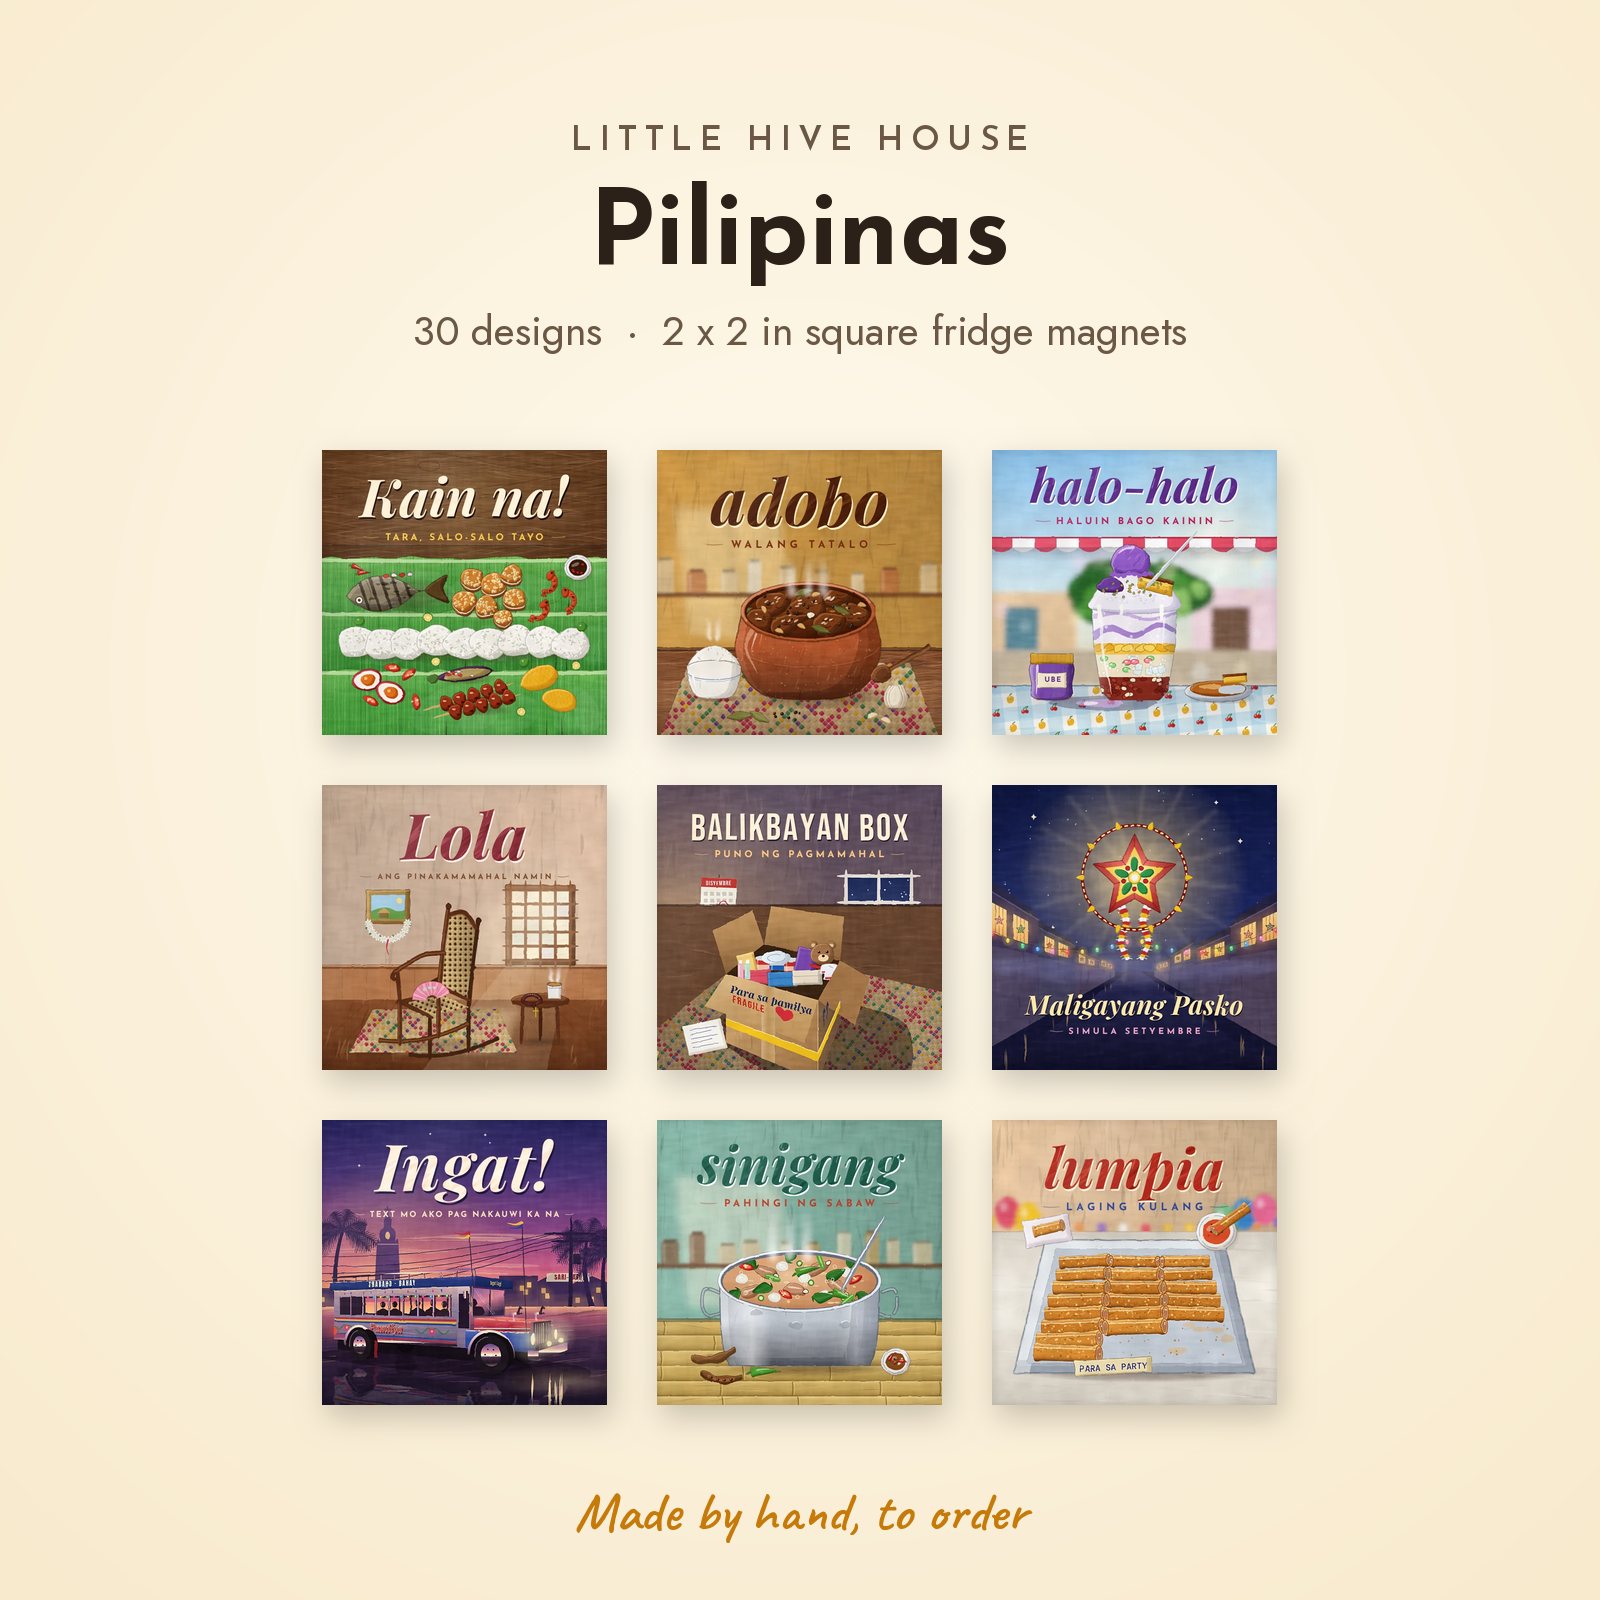 LITTLE HIVE HOUSE
Pilipinas
30 designs · 2 x 2 in square fridge magnets
Kain na!
TARA, SALO-SALO TAYO
adobo
WALANG TATALO
halo-halo
HALUIN BAGO KAININ
UBE
Lola
ANG PINAKAMAMAHAL NAMIN
BALIKBAYAN BOX
PUNO NG PAGMAMAHAL
DISYEMBRE
Para sa pamilya
FRAGILE
Maligayang Pasko
SIMULA SETYEMBRE
Ingat!
TEXT MO AKO PAG NAKAUWI KA NA
BAHAY
SARI-
sinigang
PAHINGI NG SABAW
lumpia
LAGING KULANG
PARA SA PARTY
Made by hand, to order